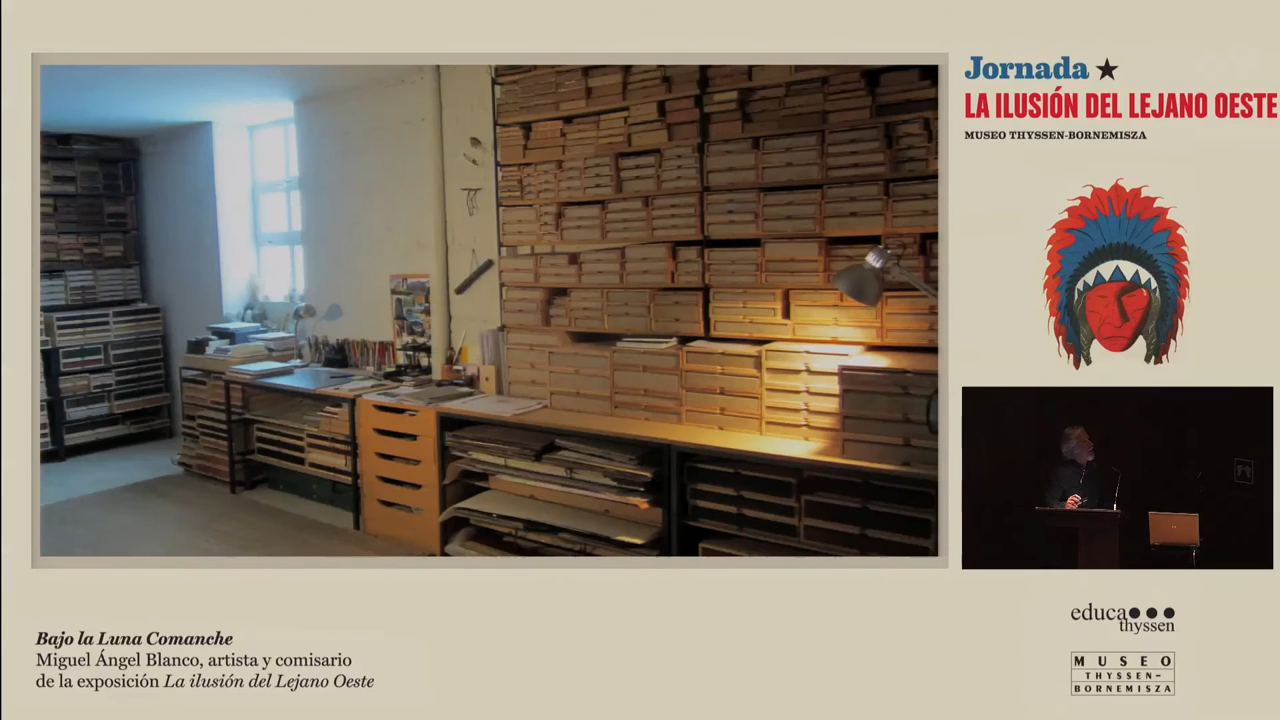 Jornada ★
LA ILUSIÓN DEL LEJANO OESTE
MUSEO THYSSEN-BORNEMISZA
Bajo la Luna Comanche
Miguel Ángel Blanco, artista y comisario
de la exposición La ilusión del Lejano Oeste
educa
thyssen
MUSEO
THYSSEN-
BORNEMISZA